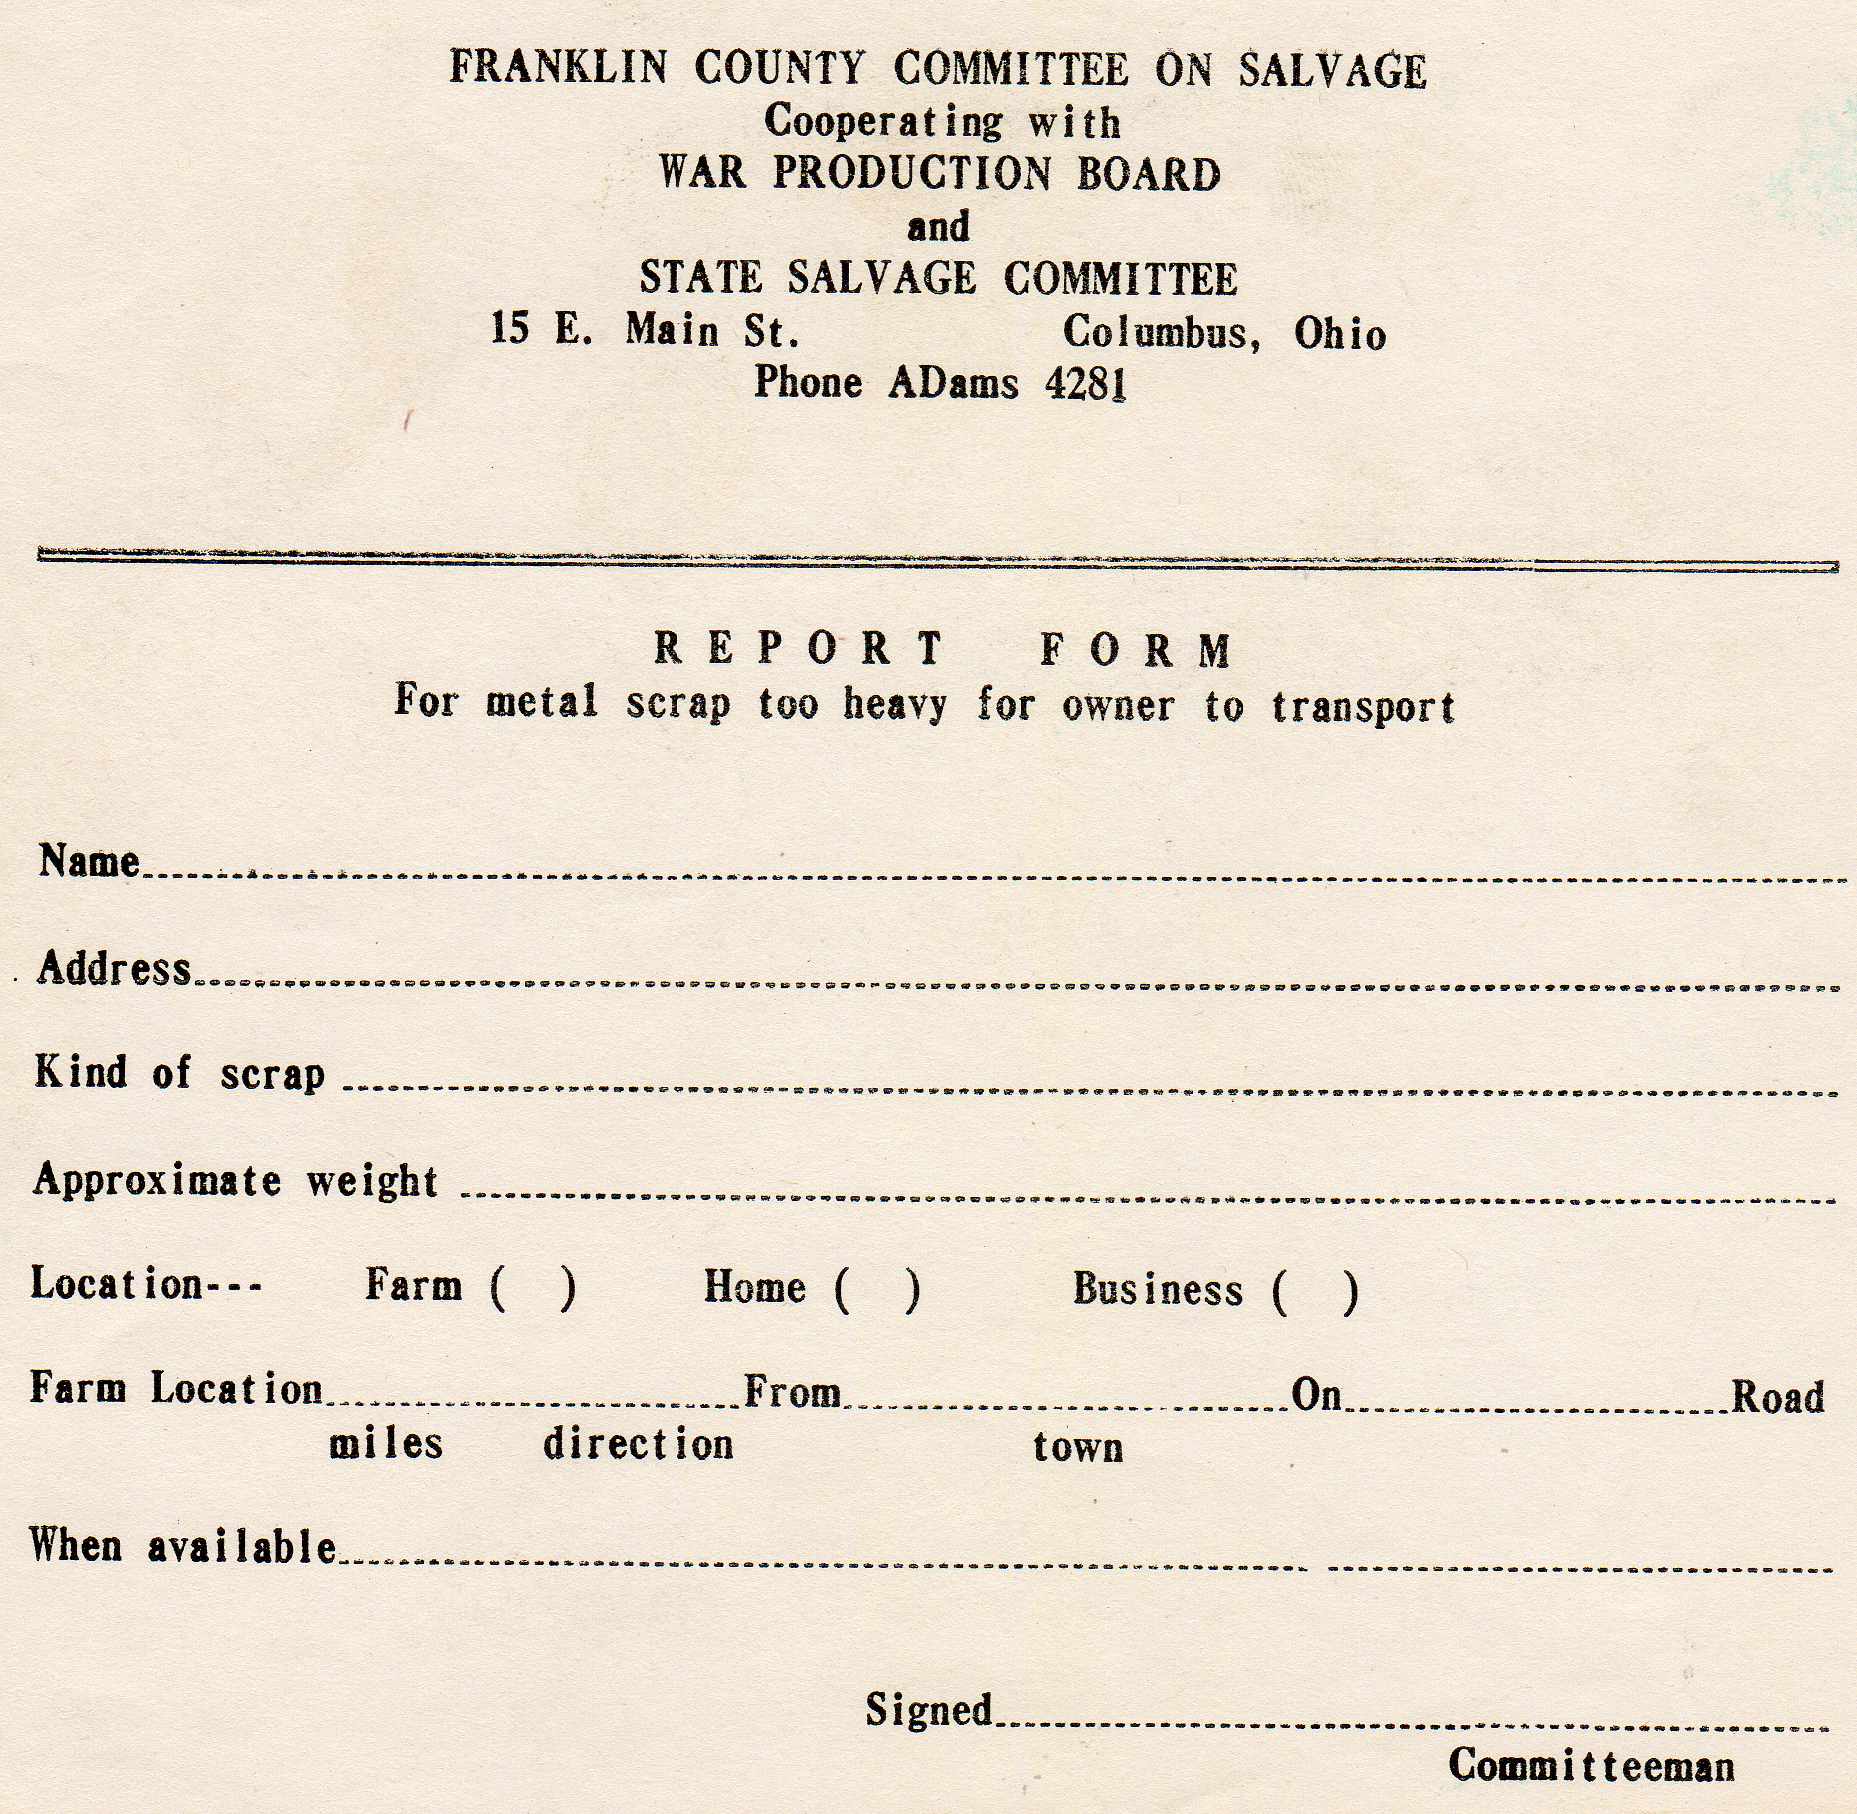 FRANKLIN COUNTY COMMITTEE ON SALVAGE
Cooperating with
WAR PRODUCTION BOARD
and
STATE SALVAGE COMMITTEE
15 E. Main St. Columbus, Ohio
Phone ADams 4281
REPORT FORM
For metal scrap too heavy for owner to transport
Name
Address
Kind of scrap
Approximate weight
Location--- Farm ( ) Home ( ) Business ( )
Farm Location From On Road
miles direction town
When available
Signed
Committeeman